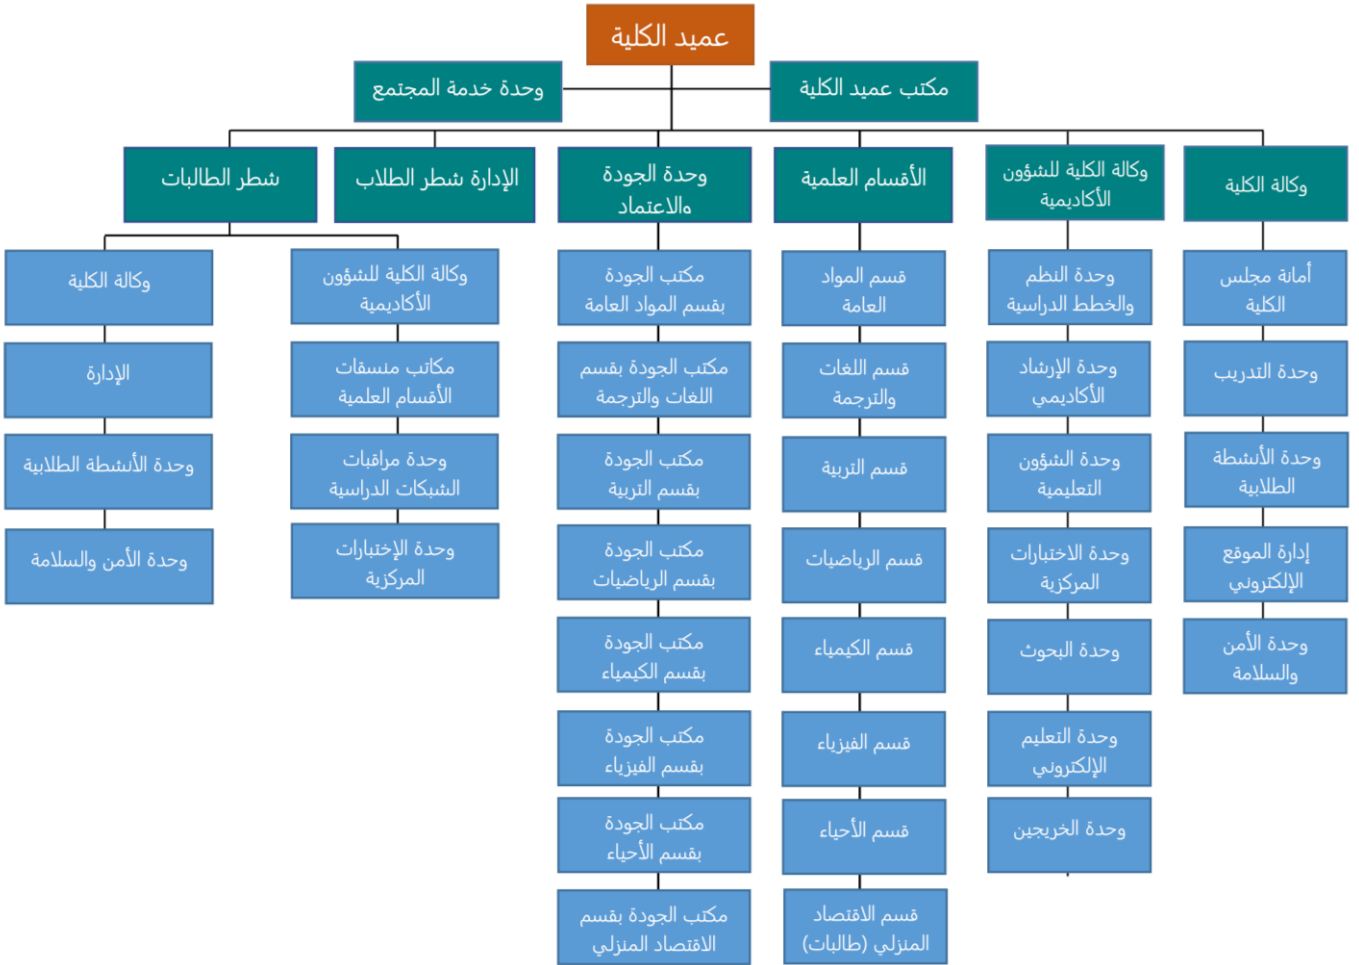 عميد الكلية
مكتب عميد الكلية
وحدة خدمة المجتمع
وكالة الكلية
وكالة الكلية للشؤون
الأكاديمية
الأقسام العلمية
وحدة الجودة
والاعتماد
الإدارة شطر الطلاب
شطر الطالبات
أمانة مجلس
الكلية
وحدة التدريب
وحدة الأنشطة
الطلابية
إدارة الموقع
الإلكتروني
وحدة الأمن
والسلامة
وحدة النظم
والخطط الدراسية
وحدة الإرشاد
الأكاديمي
وحدة الشؤون
التعليمية
وحدة الاختبارات
المركزية
وحدة البحوث
وحدة التعليم
الإلكتروني
وحدة الخريجين
قسم المواد
العامة
قسم اللغات
والترجمة
قسم التربية
قسم الرياضيات
قسم الكيمياء
قسم الفيزياء
قسم الأحياء
قسم الاقتصاد
المنزلي (طالبات)
مكتب الجودة
بقسم المواد العامة
مكتب الجودة بقسم
اللغات والترجمة
مكتب الجودة
بقسم التربية
مكتب الجودة
بقسم الرياضيات
مكتب الجودة
بقسم الكيمياء
مكتب الجودة
بقسم الفيزياء
مكتب الجودة
بقسم الأحياء
مكتب الجودة بقسم
الاقتصاد المنزلي
وكالة الكلية للشؤون
الأكاديمية
مكاتب منسقات
الأقسام العلمية
وحدة مراقبات
الشبكات الدراسية
وحدة الإختبارات
المركزية
وكالة الكلية
الإدارة
وحدة الأنشطة الطلابية
وحدة الأمن والسلامة